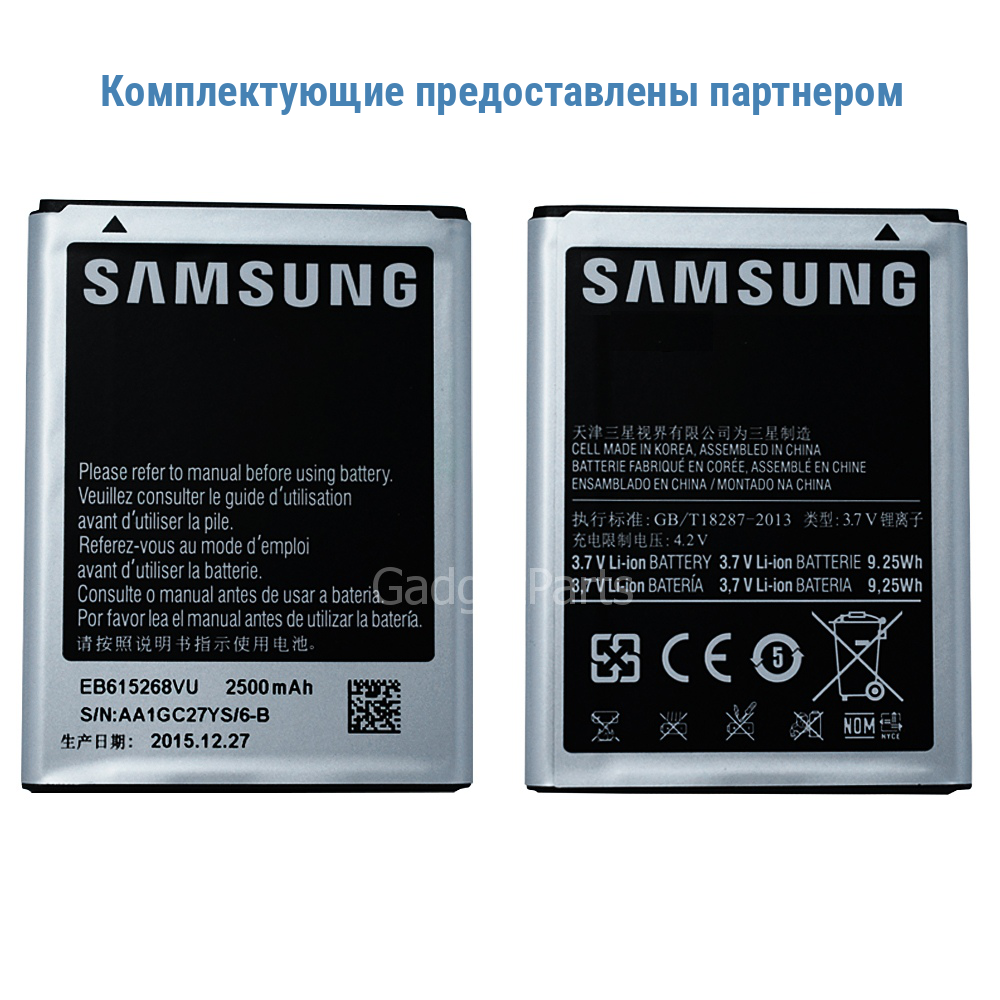 Комплектующие предоставлены партнером
SAMSUNG
Please refer to manual before using battery.
Veuillez consulter le guide d'utilisation
avant d'utiliser la pile.
Referez-vous au mode d'emploi
avant d'utiliser la batterie.
Consulte o manual antes de usar a bateria.
Por favor lea el manual antes de utilizar la batería.
请按照说明书指示使用电池。
EB615268VU 2500mAh
S/N:AA1GC27YS/6-B
生产日期: 2015.12.27
SAMSUNG
天津三星视界有限公司为三星制造
CELL MADE IN KOREA, ASSEMBLED IN CHINA
BATTERIE FABRIQUÉ EN CORÉE, ASSEMBLÉ EN CHINE
ENSAMBLADO EN CHINA / MONTADO NA CHINA
执行标准: GB/T18287-2013 类型: 3.7V锂离子
充电限制电压: 4.2V
3.7 V Li-ion BATTERY 3.7 V Li-ion BATTERIE 9.25Wh
3,7 V Li-ion BATERÍA 3,7 V Li-ion BATERIA 9,25Wh
Gadget Parts
CE 5
NOM NYCE